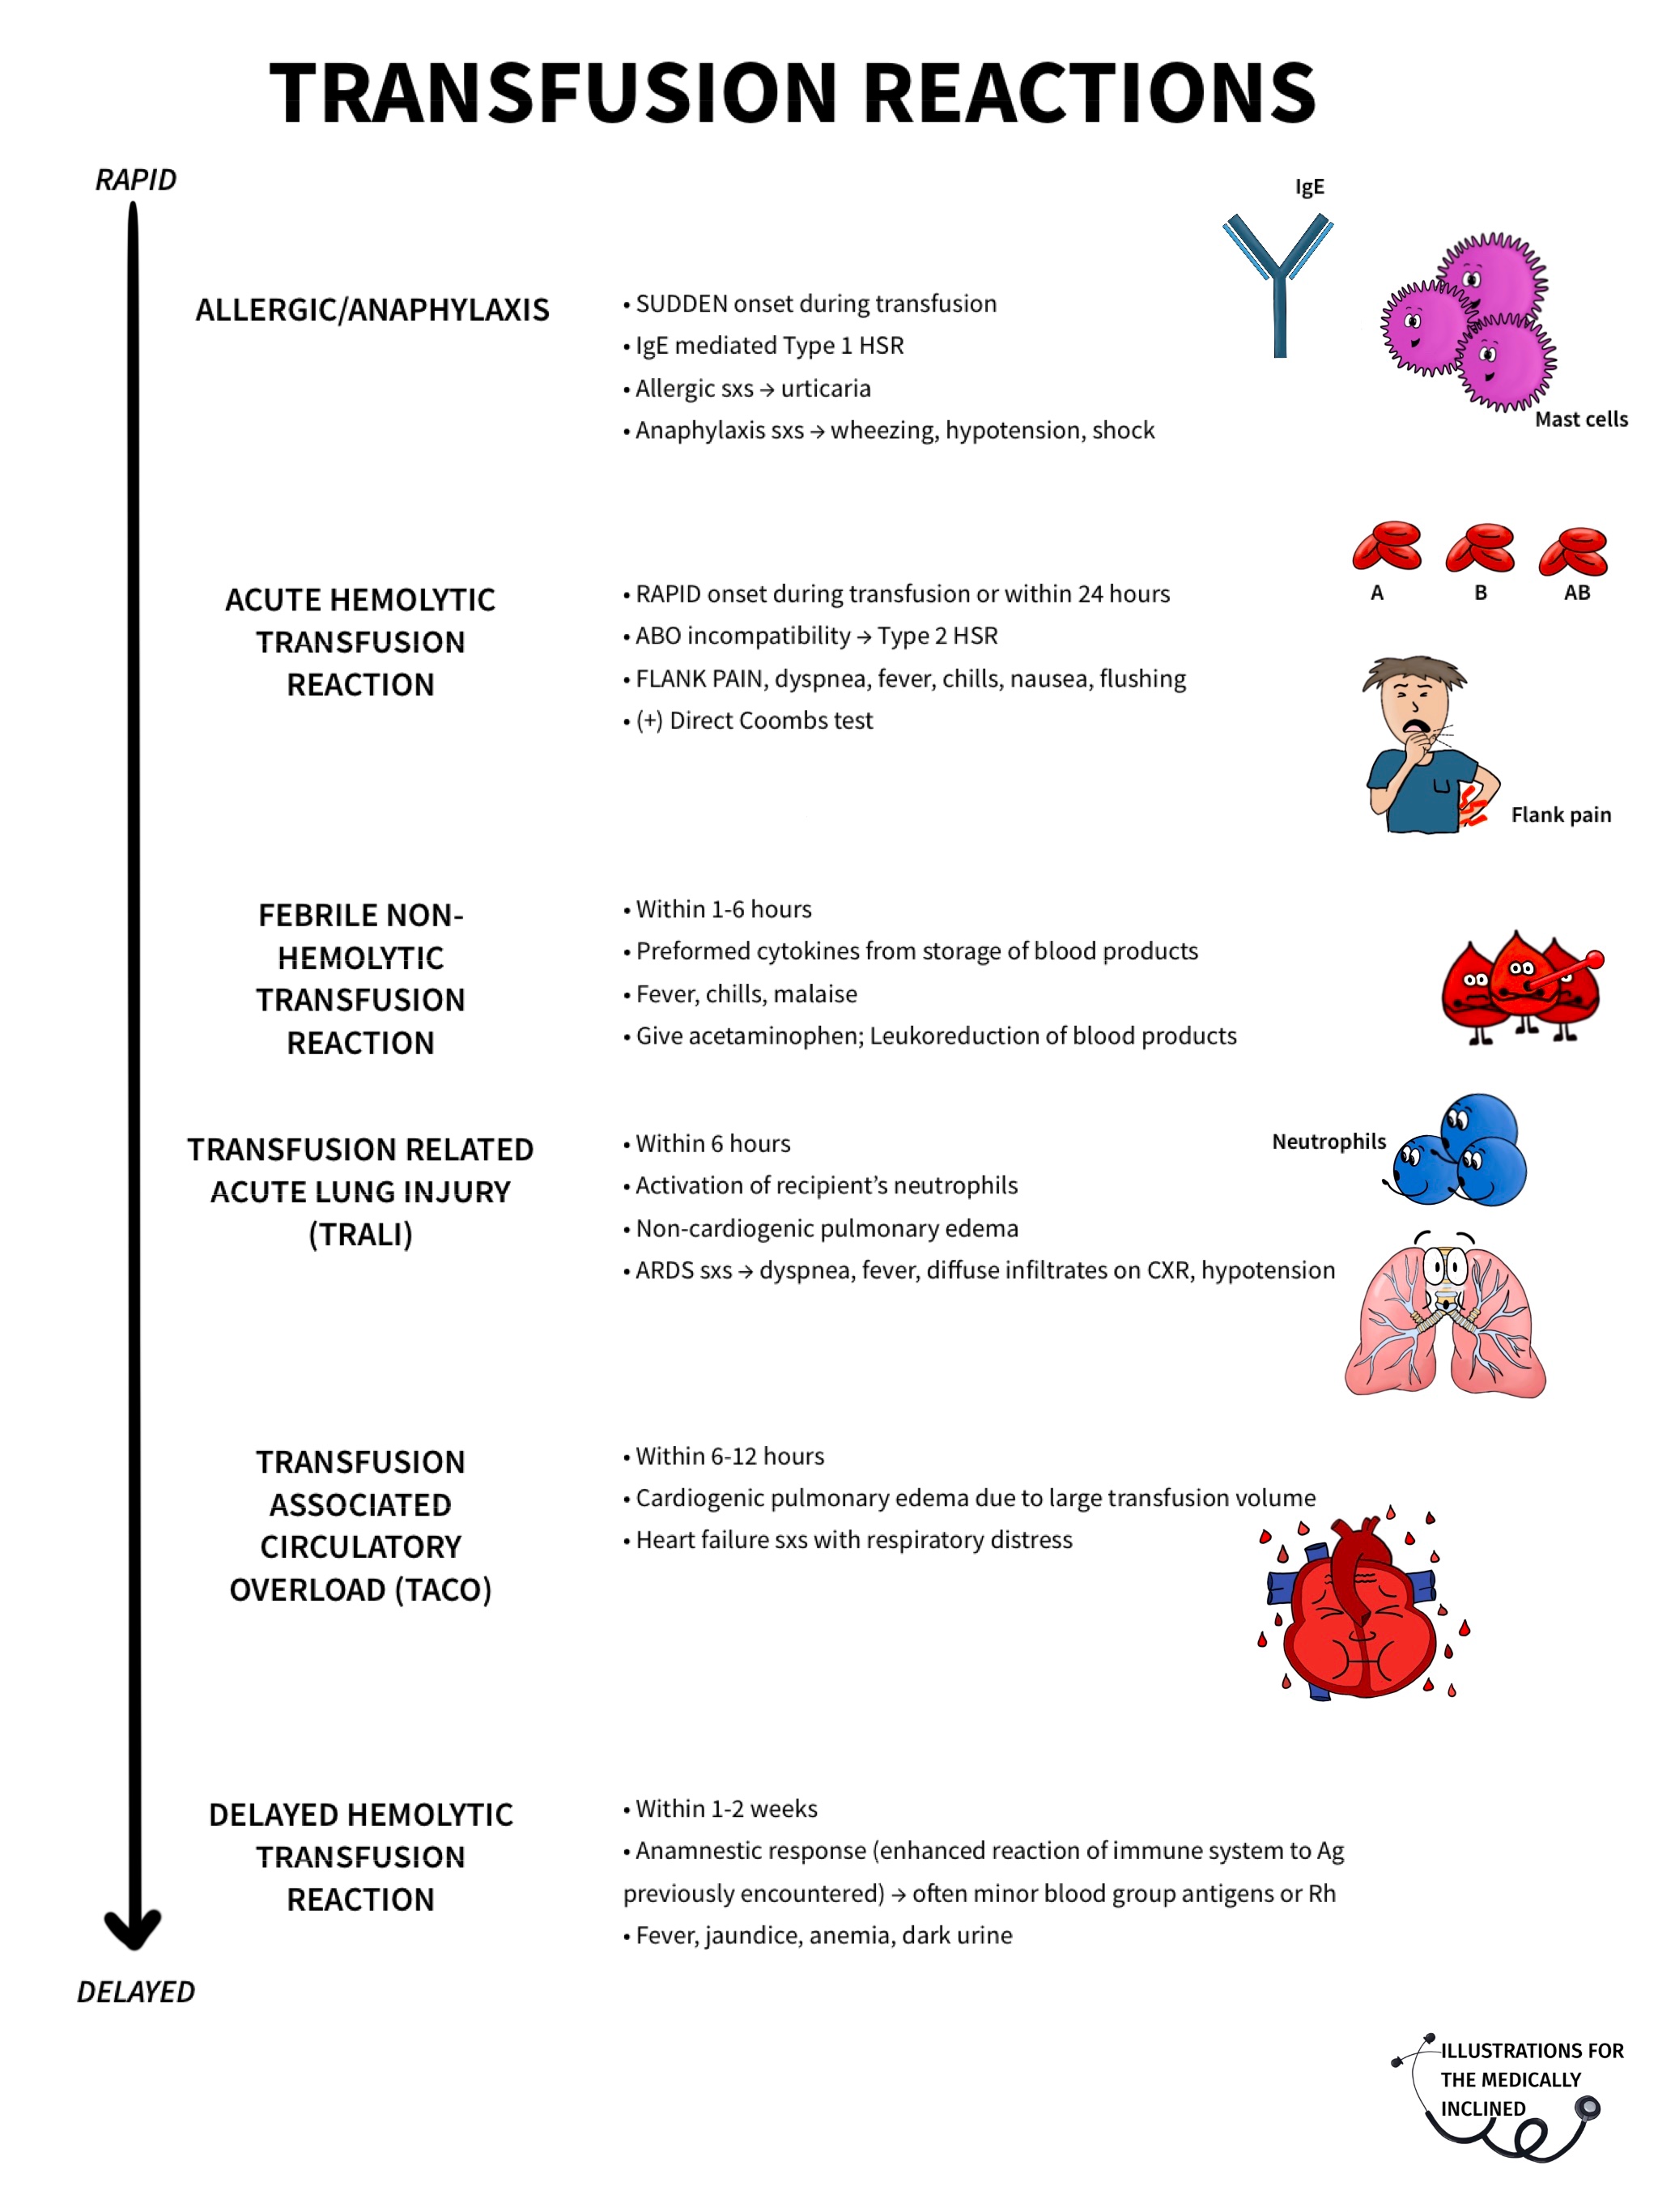 TRANSFUSION REACTIONS
RAPID
IgE
Mast cells
ALLERGIC/ANAPHYLAXIS
• SUDDEN onset during transfusion
• IgE mediated Type 1 HSR
• Allergic sxs → urticaria
• Anaphylaxis sxs → wheezing, hypotension, shock
A
B
AB
ACUTE HEMOLYTIC
TRANSFUSION
REACTION
• RAPID onset during transfusion or within 24 hours
• ABO incompatibility → Type 2 HSR
• FLANK PAIN, dyspnea, fever, chills, nausea, flushing
• (+) Direct Coombs test
Flank pain
FEBRILE NON-
HEMOLYTIC
TRANSFUSION
REACTION
• Within 1-6 hours
• Preformed cytokines from storage of blood products
• Fever, chills, malaise
• Give acetaminophen; Leukoreduction of blood products
TRANSFUSION RELATED
ACUTE LUNG INJURY
(TRALI)
• Within 6 hours
• Activation of recipient’s neutrophils
• Non-cardiogenic pulmonary edema
• ARDS sxs → dyspnea, fever, diffuse infiltrates on CXR, hypotension
Neutrophils
TRANSFUSION
ASSOCIATED
CIRCULATORY
OVERLOAD (TACO)
• Within 6-12 hours
• Cardiogenic pulmonary edema due to large transfusion volume
• Heart failure sxs with respiratory distress
DELAYED HEMOLYTIC
TRANSFUSION
REACTION
• Within 1-2 weeks
• Anamnestic response (enhanced reaction of immune system to Ag
previously encountered) → often minor blood group antigens or Rh
• Fever, jaundice, anemia, dark urine
DELAYED
ILLUSTRATIONS FOR
THE MEDICALLY
INCLINED